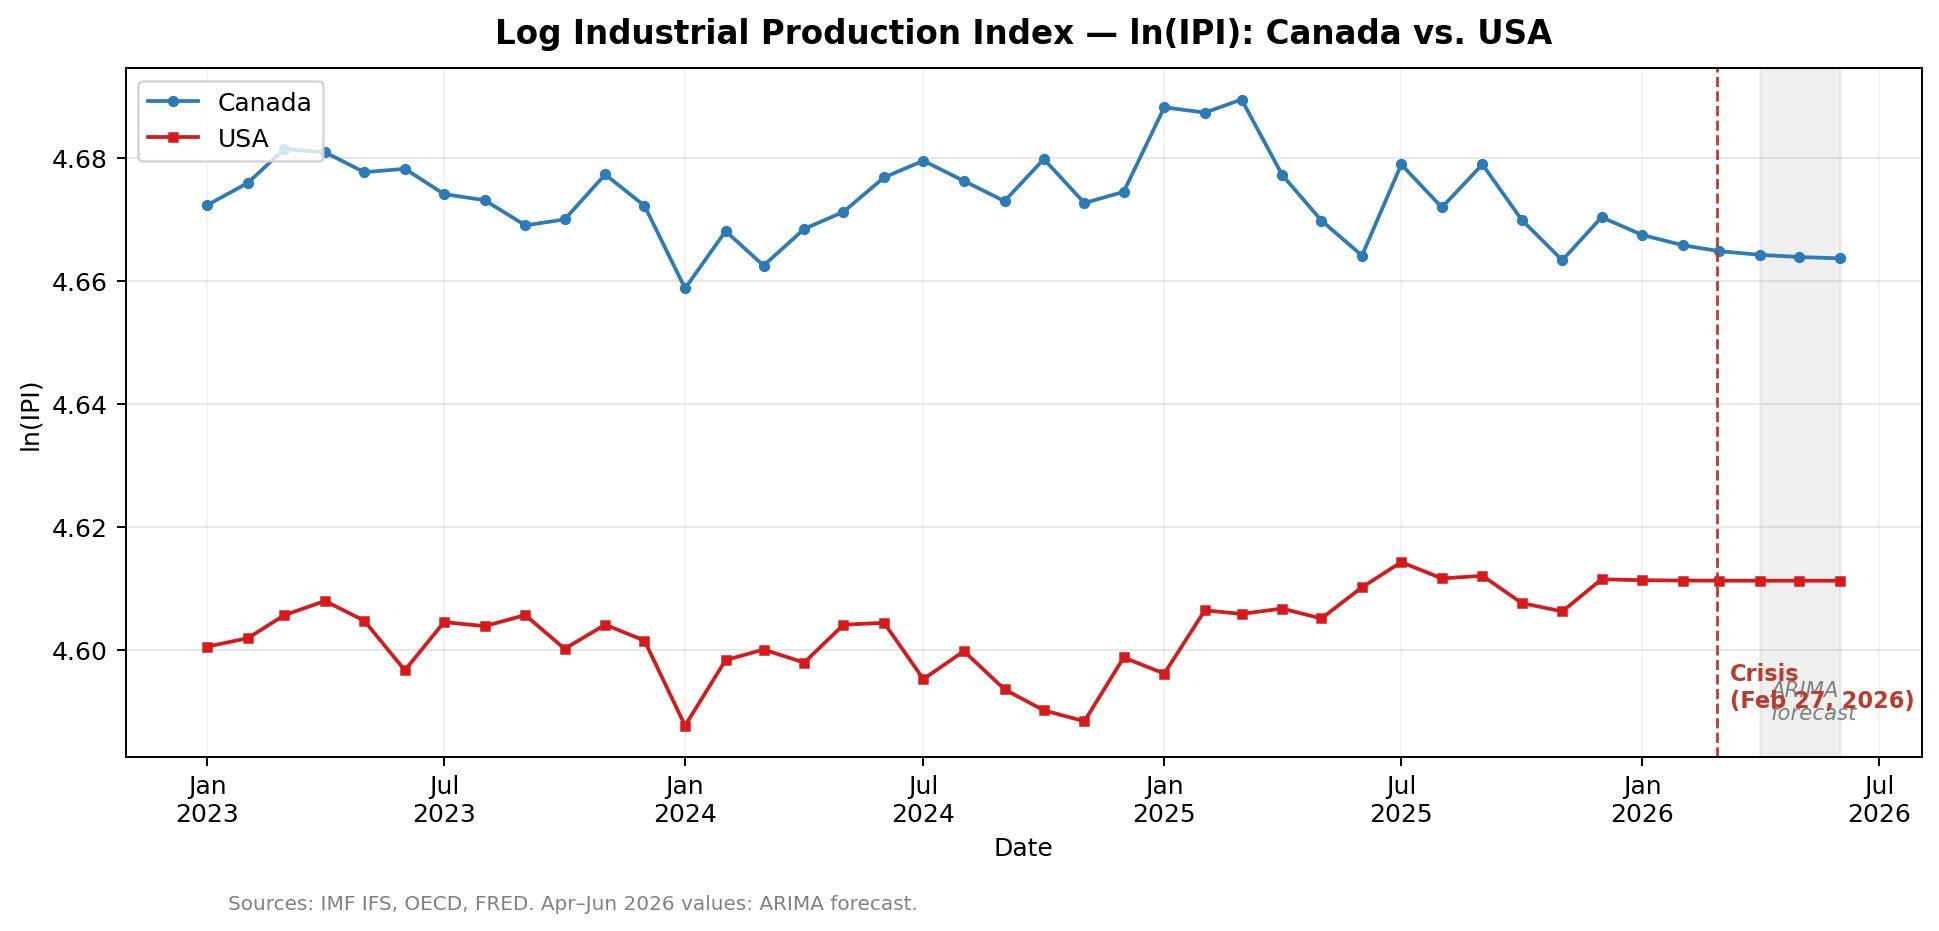 Log Industrial Production Index — ln(IPI): Canada vs. USA
Canada
USA
ln(IPI)
4.68
4.66
4.64
4.62
4.60
Crisis
(Feb 27, 2026)
ARIMA
forecast
Jan
2023
Jul
2023
Jan
2024
Jul
2024
Jan
2025
Jul
2025
Jan
2026
Jul
2026
Date
Sources: IMF IFS, OECD, FRED. Apr–Jun 2026 values: ARIMA forecast.